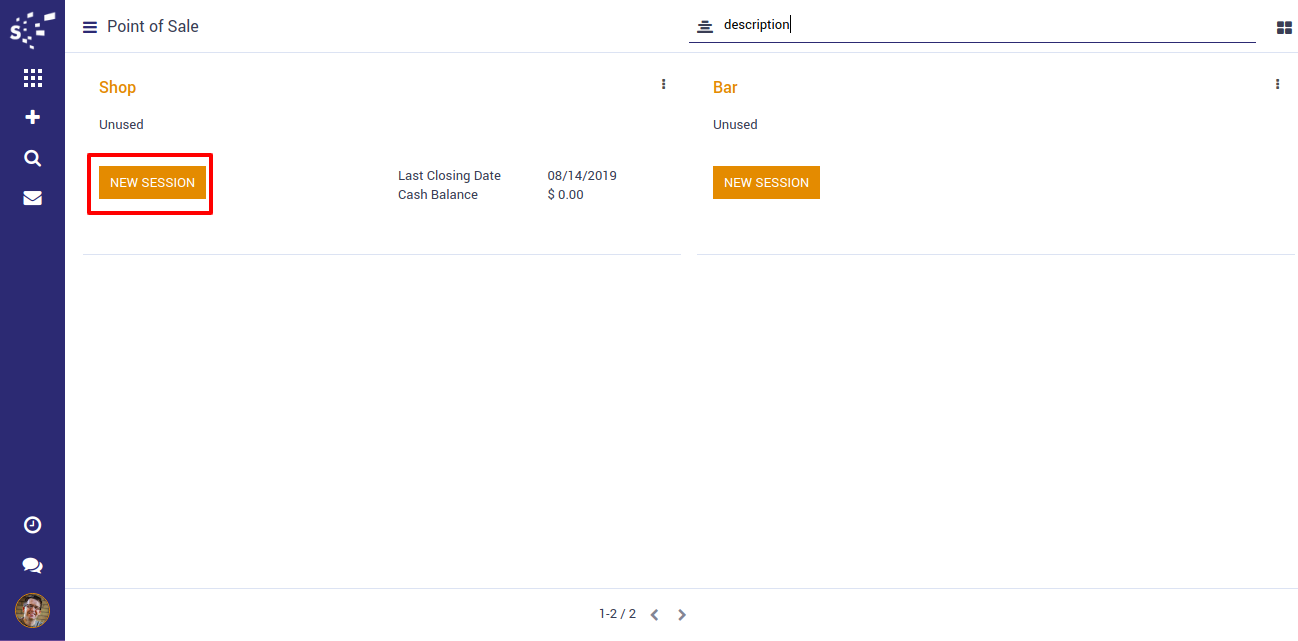 Point of Sale
description
Shop
Unused
NEW SESSION
Last Closing Date 08/14/2019
Cash Balance $ 0.00
Bar
Unused
NEW SESSION
1-2 / 2